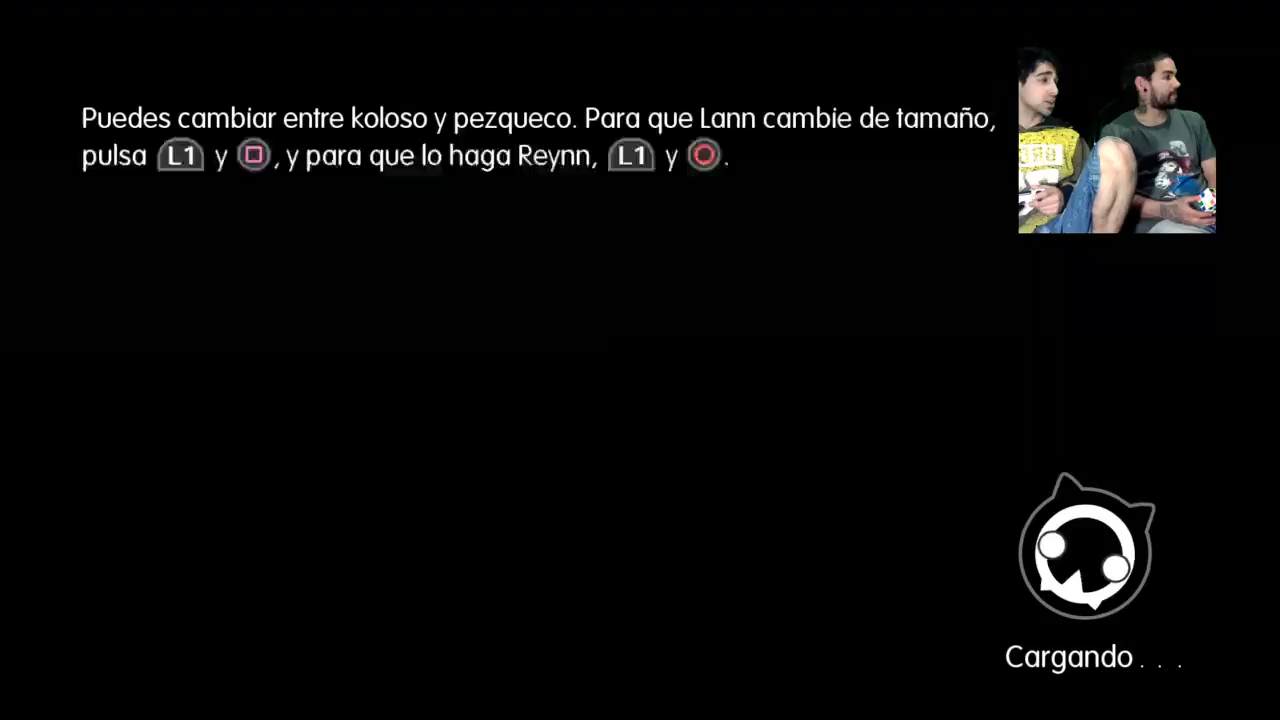 Puedes cambiar entre koloso y pezqueco. Para que Lann cambie de tamaño,
pulsa L1 y , y para que lo haga Reynn, L1 y .
Cargando . . .